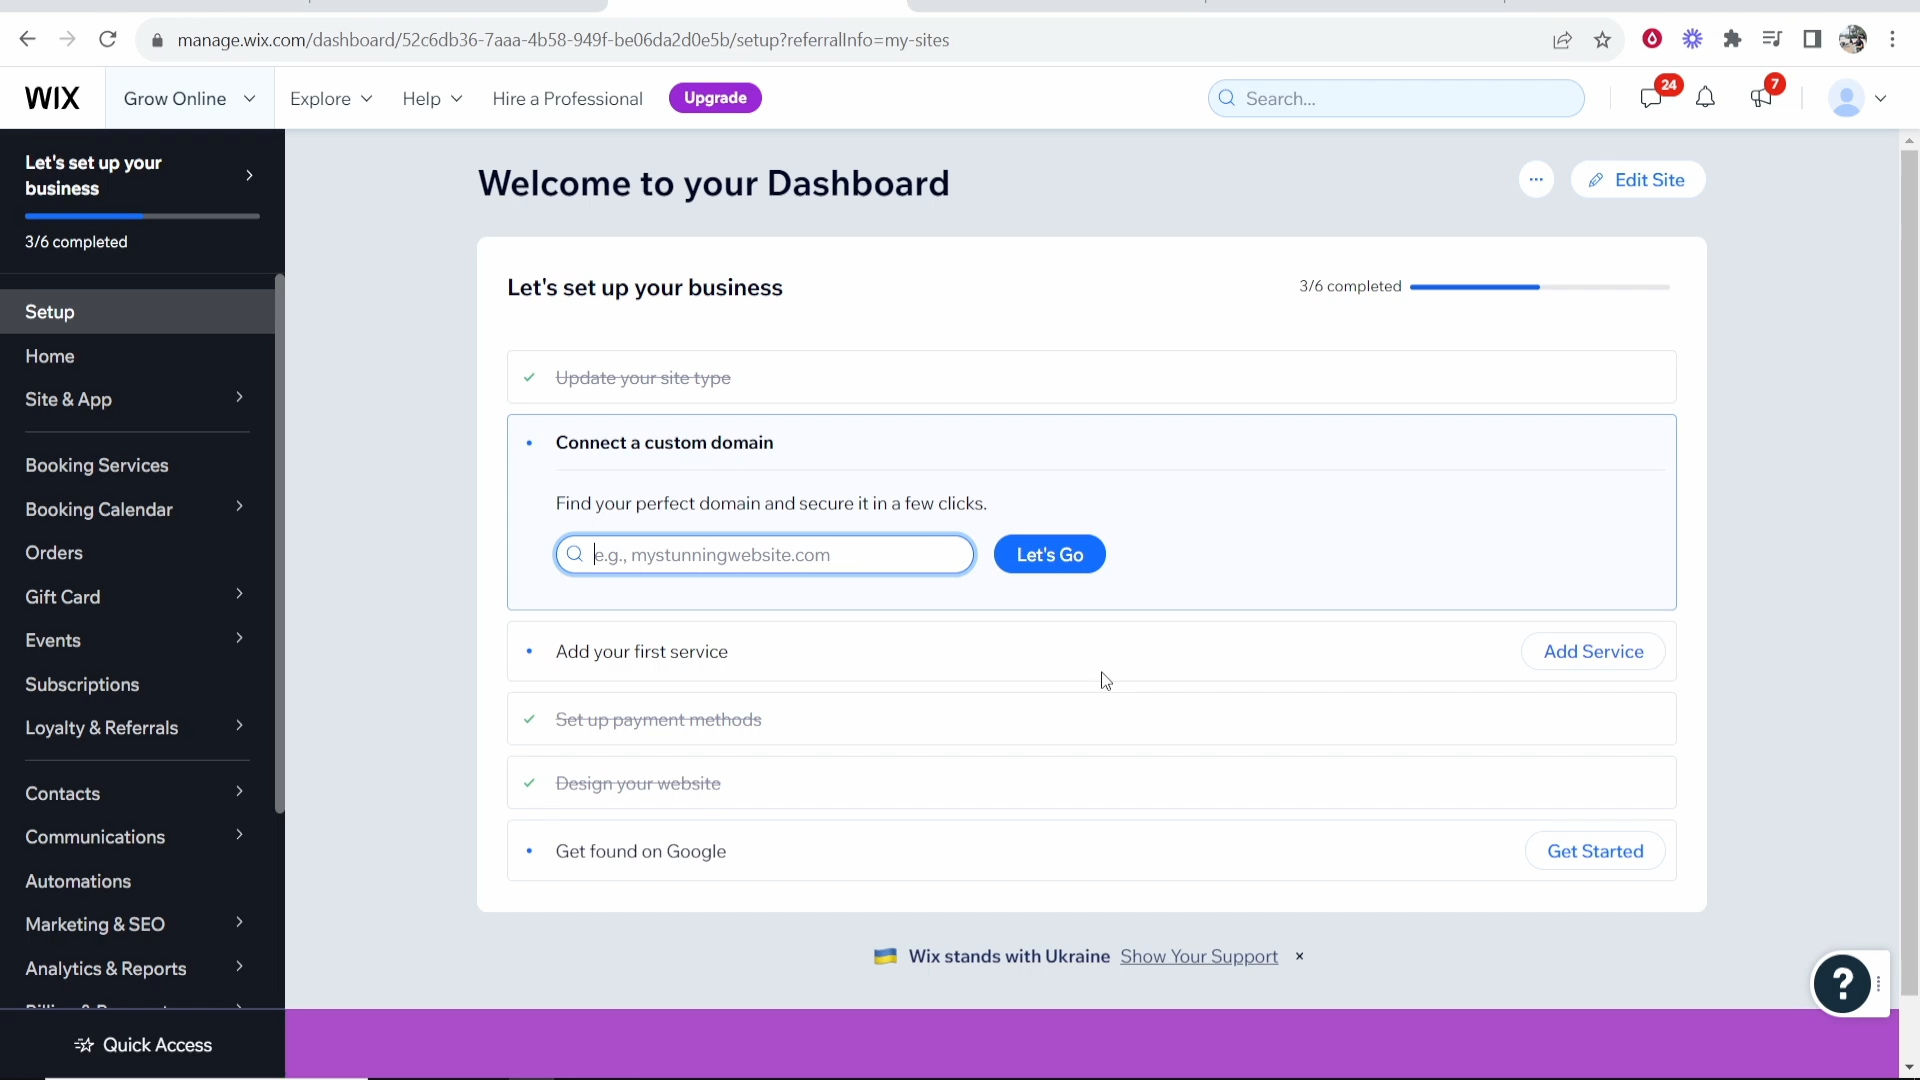 manage.wix.com/dashboard/52c6db36-7aaa-4b58-949f-be06da2d0e5b/setup?referralInfo=my-sites
WIX
Grow Online
Explore
Help
Hire a Professional
Upgrade
Search...
24
7
Let's set up your
business
3/6 completed
Setup
Home
Site & App
Booking Services
Booking Calendar
Orders
Gift Card
Events
Subscriptions
Loyalty & Referrals
Contacts
Communications
Automations
Marketing & SEO
Analytics & Reports
Quick Access
Welcome to your Dashboard
Edit Site
Let's set up your business
3/6 completed
Update your site type
Connect a custom domain
Find your perfect domain and secure it in a few clicks.
e.g., mystunningwebsite.com
Let's Go
Add your first service
Add Service
Set up payment methods
Design your website
Get found on Google
Get Started
Wix stands with Ukraine Show Your Support ×
?